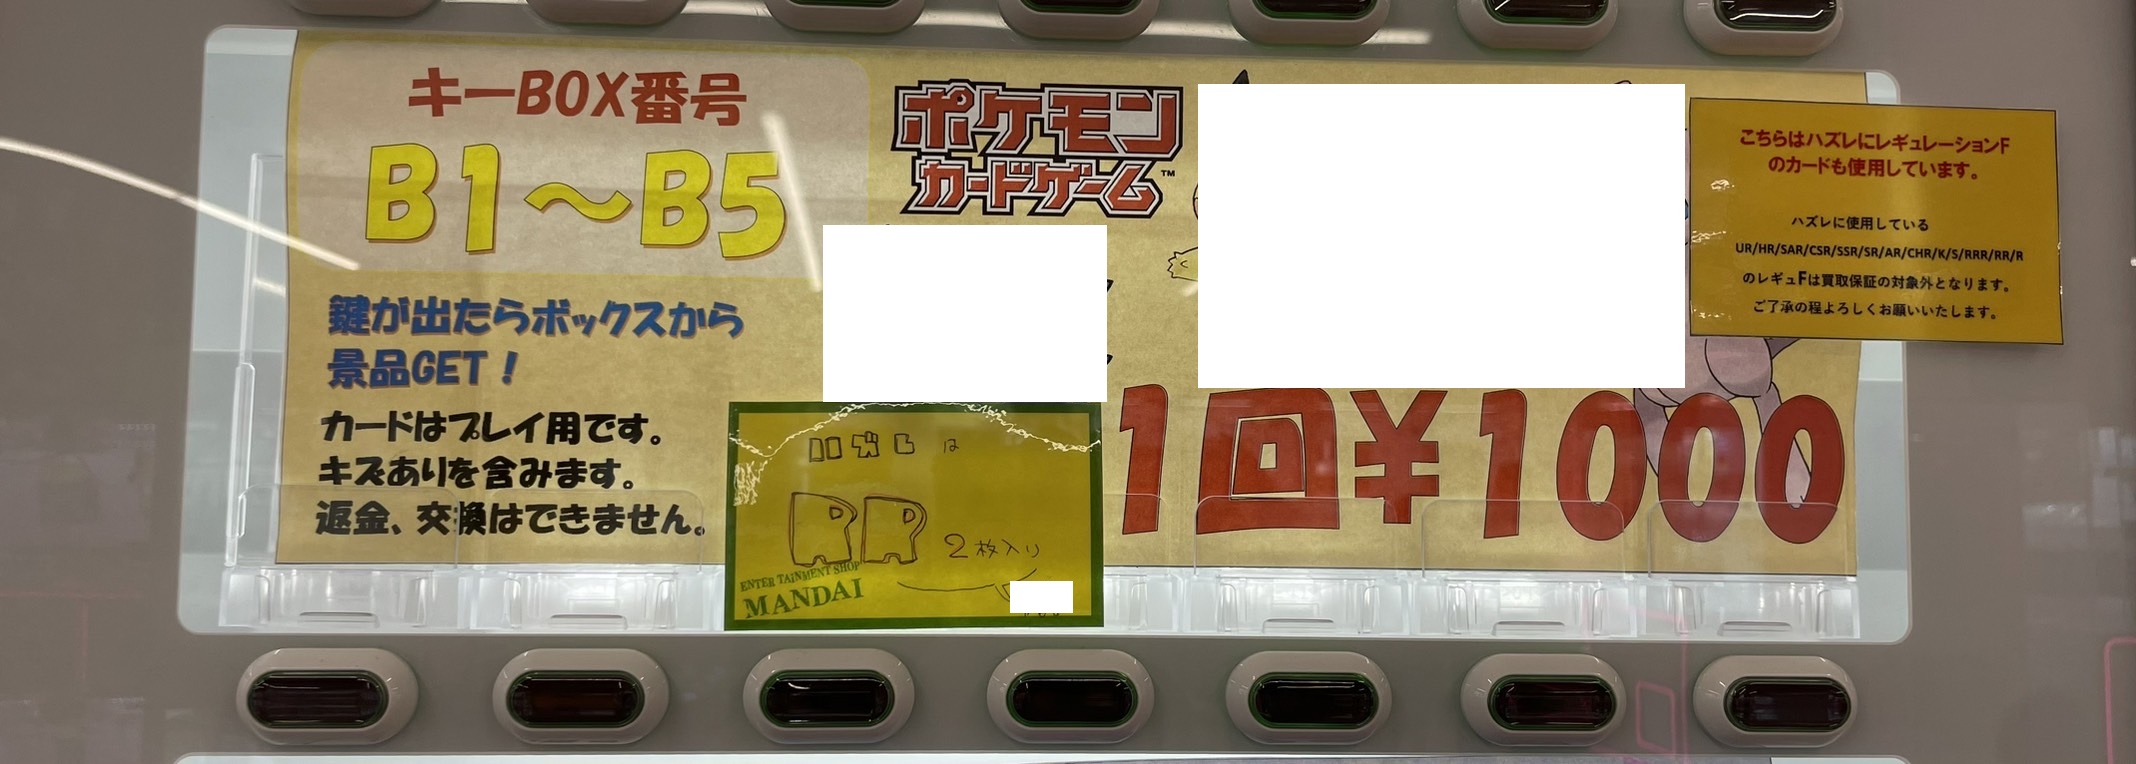 キーBOX番号
B1～B5
鍵が出たらボックスから
景品GET！
カードはプレイ用です。
キズありを含みます。
返金、交換はできません。
ポケモン
カードゲーム™
1回¥1000
ハズレは
RR 2枚入り
ENTERTAINMENT SHOP
MANDAI
こちらはハズレにレギュレーションF
のカードも使用しています。
ハズレに使用している
UR/HR/SAR/CSR/SSR/SR/AR/CHR/K/S/RRR/RR/R
のレギュFは買取保証の対象外となります。
ご了承の程よろしくお願いいたします。